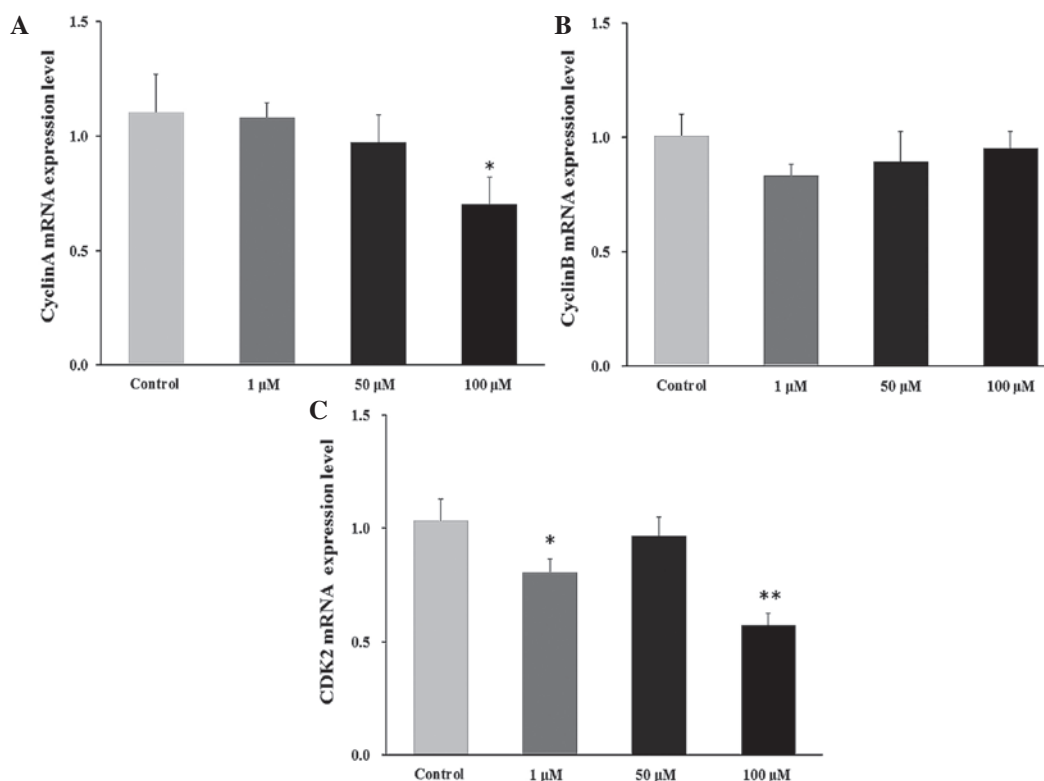 A
CyclinA mRNA expression level
1.5
1.0
0.5
0.0
*
Control 1 µM 50 µM 100 µM
B
CyclinB mRNA expression level
1.5
1.0
0.5
0.0
Control 1 µM 50 µM 100 µM
C
CDK2 mRNA expression level
1.5
1.0
0.5
0.0
*
**
Control 1 µM 50 µM 100 µM